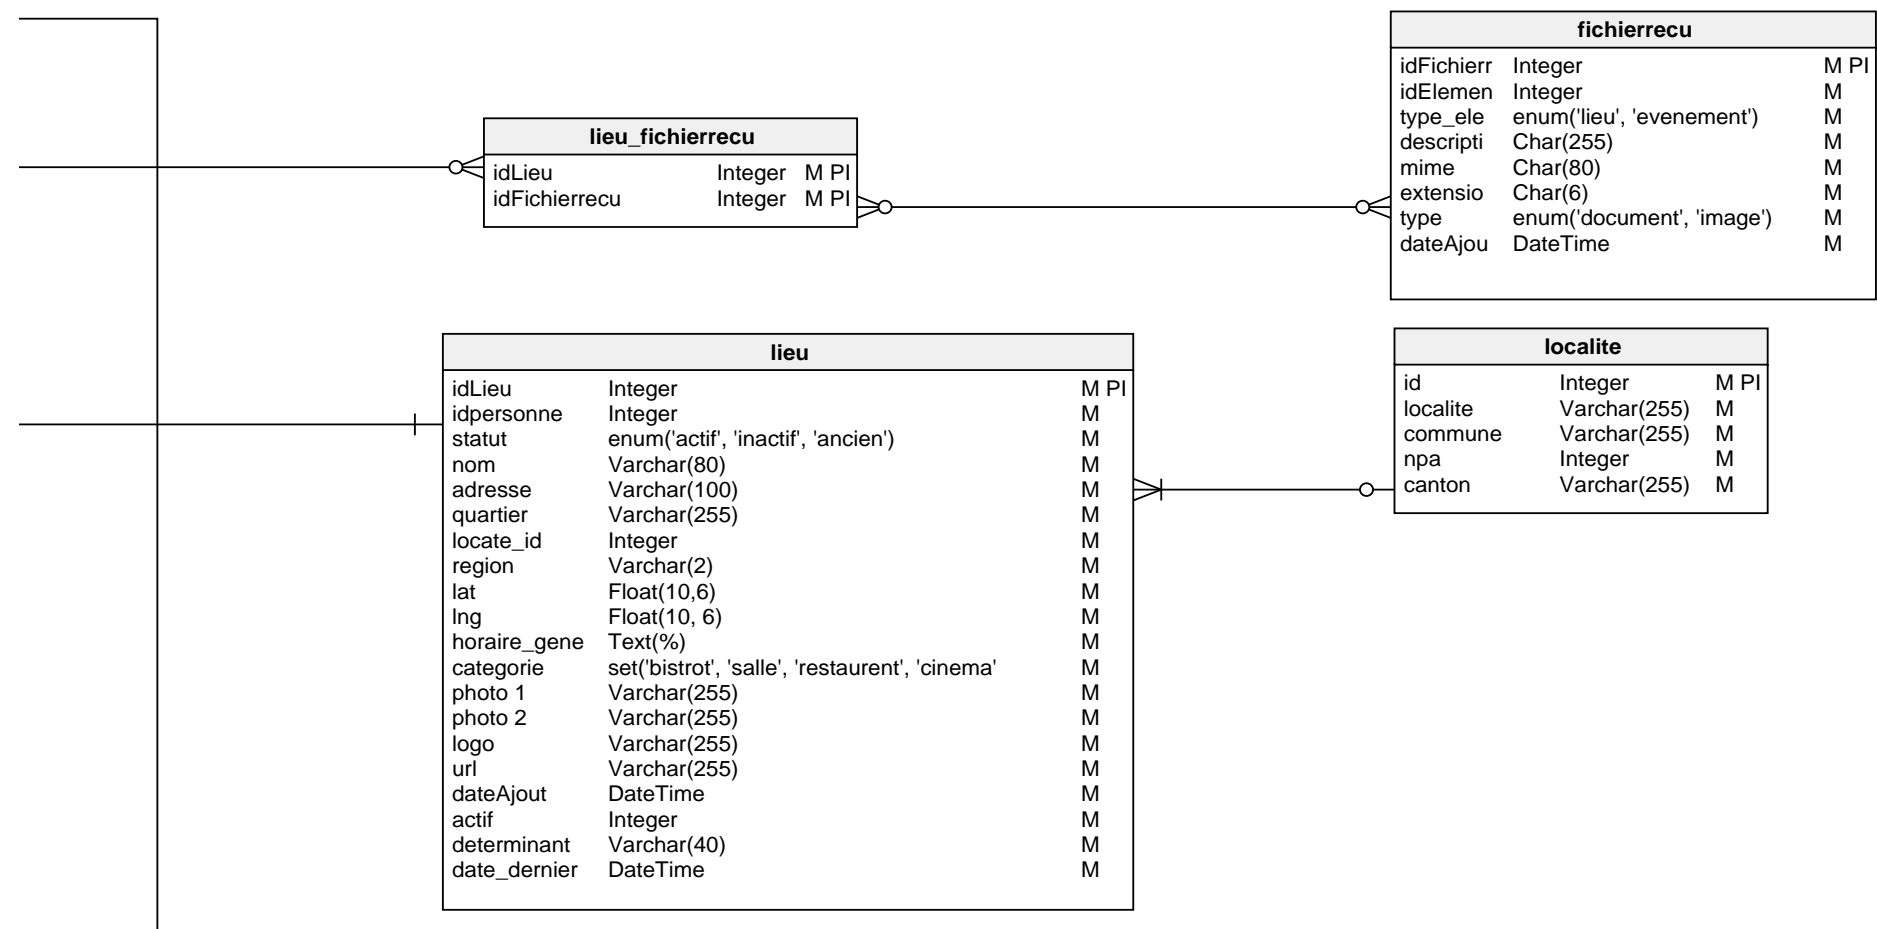 fichierrecu
idFichierr Integer M PI
idElemen Integer M
type_ele enum('lieu', 'evenement') M
descripti Char(255) M
mime Char(80) M
extensio Char(6) M
type enum('document', 'image') M
dateAjou DateTime M
lieu_fichierrecu
idLieu Integer M PI
idFichierrecu Integer M PI
lieu
idLieu Integer M PI
idpersonne Integer M
statut enum('actif', 'inactif', 'ancien') M
nom Varchar(80) M
adresse Varchar(100) M
quartier Varchar(255) M
locate_id Integer M
region Varchar(2) M
lat Float(10,6) M
lng Float(10, 6) M
horaire_gene Text(%) M
categorie set('bistrot', 'salle', 'restaurent', 'cinema' M
photo 1 Varchar(255) M
photo 2 Varchar(255) M
logo Varchar(255) M
url Varchar(255) M
dateAjout DateTime M
actif Integer M
determinant Varchar(40) M
date_dernier DateTime M
localite
id Integer M PI
localite Varchar(255) M
commune Varchar(255) M
npa Integer M
canton Varchar(255) M